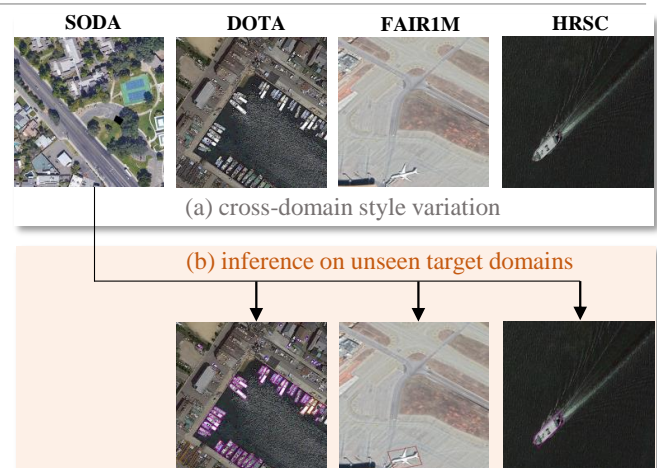 SODA DOTA FAIR1M HRSC
(a) cross-domain style variation
(b) inference on unseen target domains